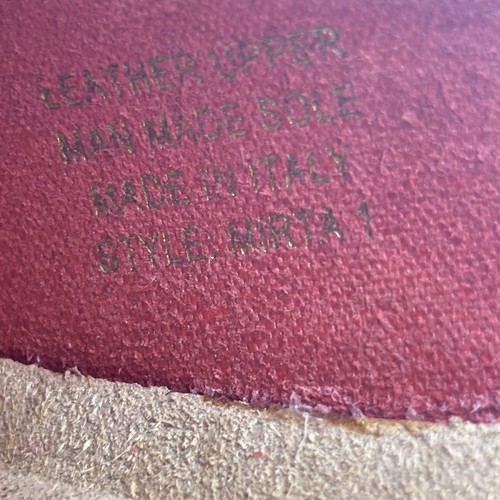 LEATHER UPPER
MAN MADE SOLE
MADE IN ITALY
STYLE: MIRTA 1